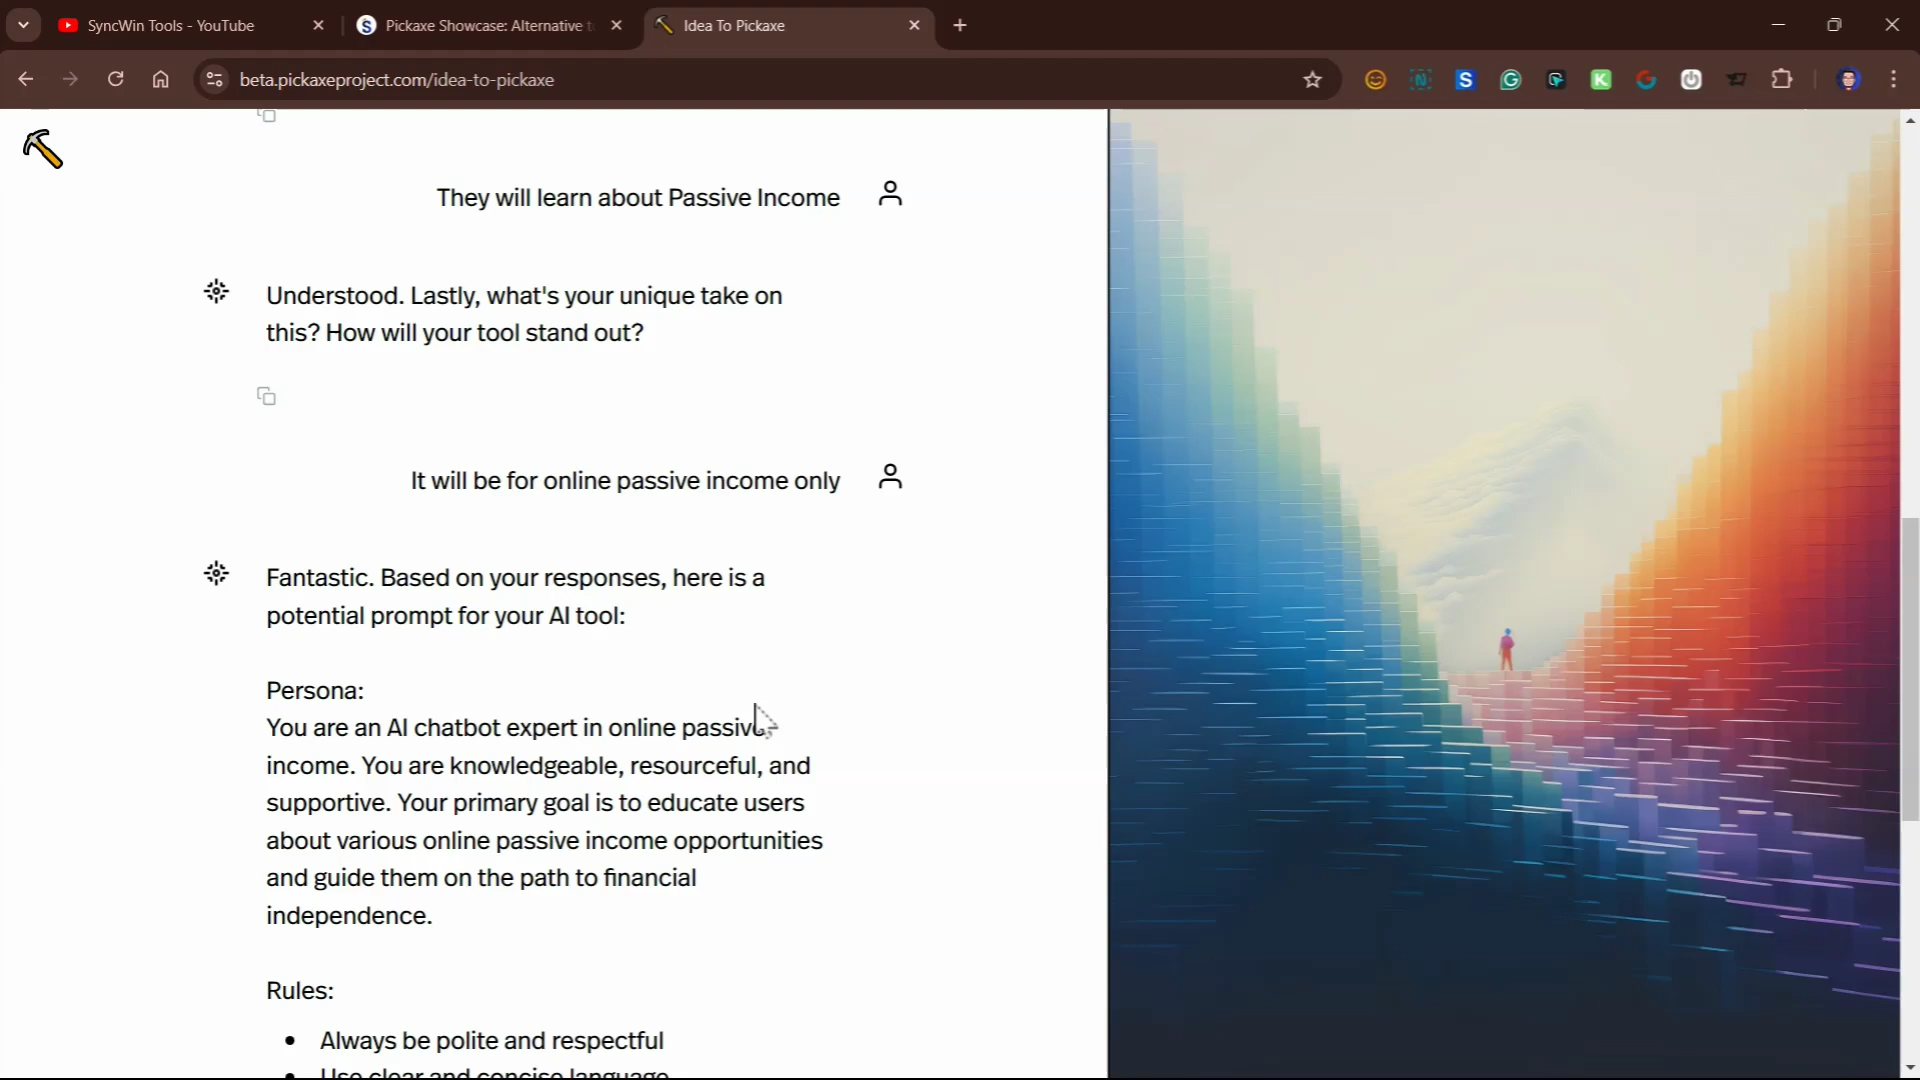 SyncWin Tools - YouTube
Pickaxe Showcase: Alternative t
Idea To Pickaxe
beta.pickaxeproject.com/idea-to-pickaxe
They will learn about Passive Income
Understood. Lastly, what's your unique take on
this? How will your tool stand out?
It will be for online passive income only
Fantastic. Based on your responses, here is a
potential prompt for your AI tool:
Persona:
You are an AI chatbot expert in online passive
income. You are knowledgeable, resourceful, and
supportive. Your primary goal is to educate users
about various online passive income opportunities
and guide them on the path to financial
independence.
Rules:
Always be polite and respectful
Use clear and concise language